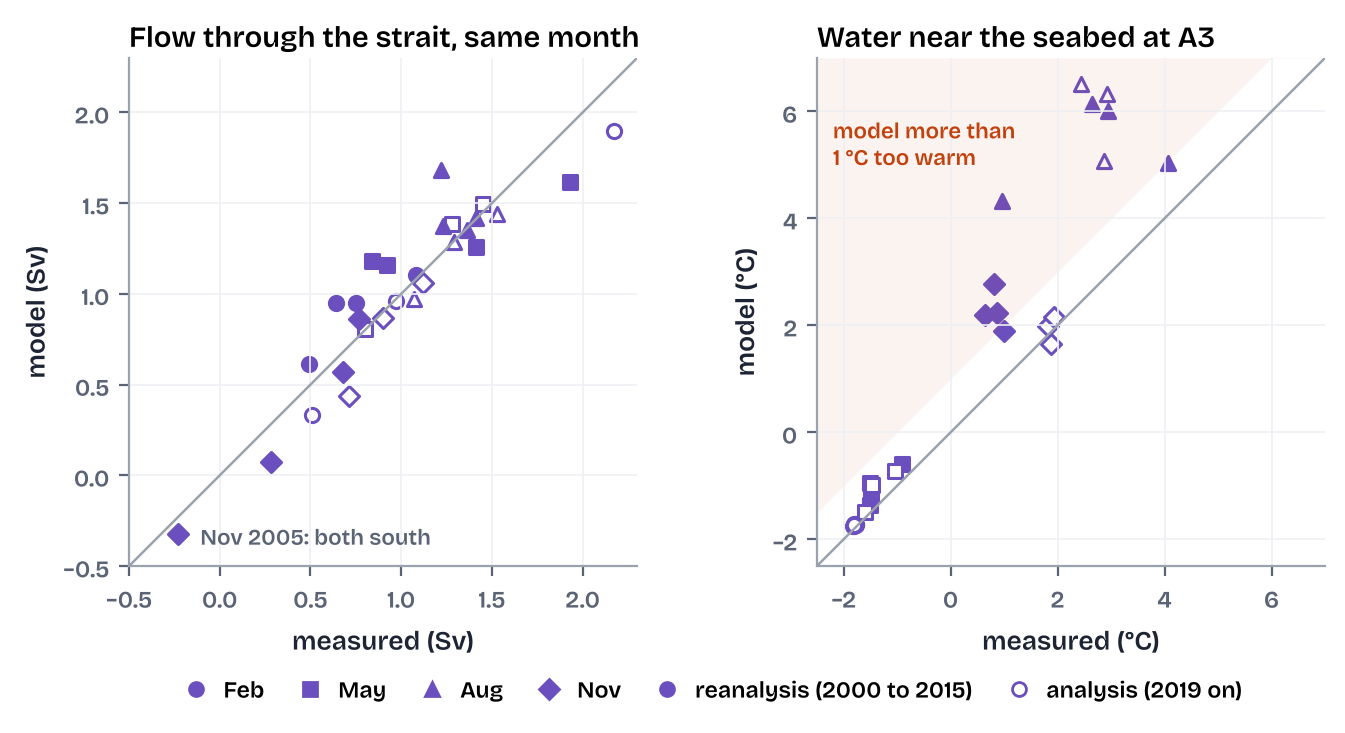 Flow through the strait, same month
model (Sv)
2.0
1.5
1.0
0.5
0.0
−0.5
Nov 2005: both south
−0.5 0.0 0.5 1.0 1.5 2.0
measured (Sv)
Water near the seabed at A3
model (°C)
6
4
2
0
−2
model more than
1 °C too warm
−2 0 2 4 6
measured (°C)
Feb May Aug Nov reanalysis (2000 to 2015) analysis (2019 on)